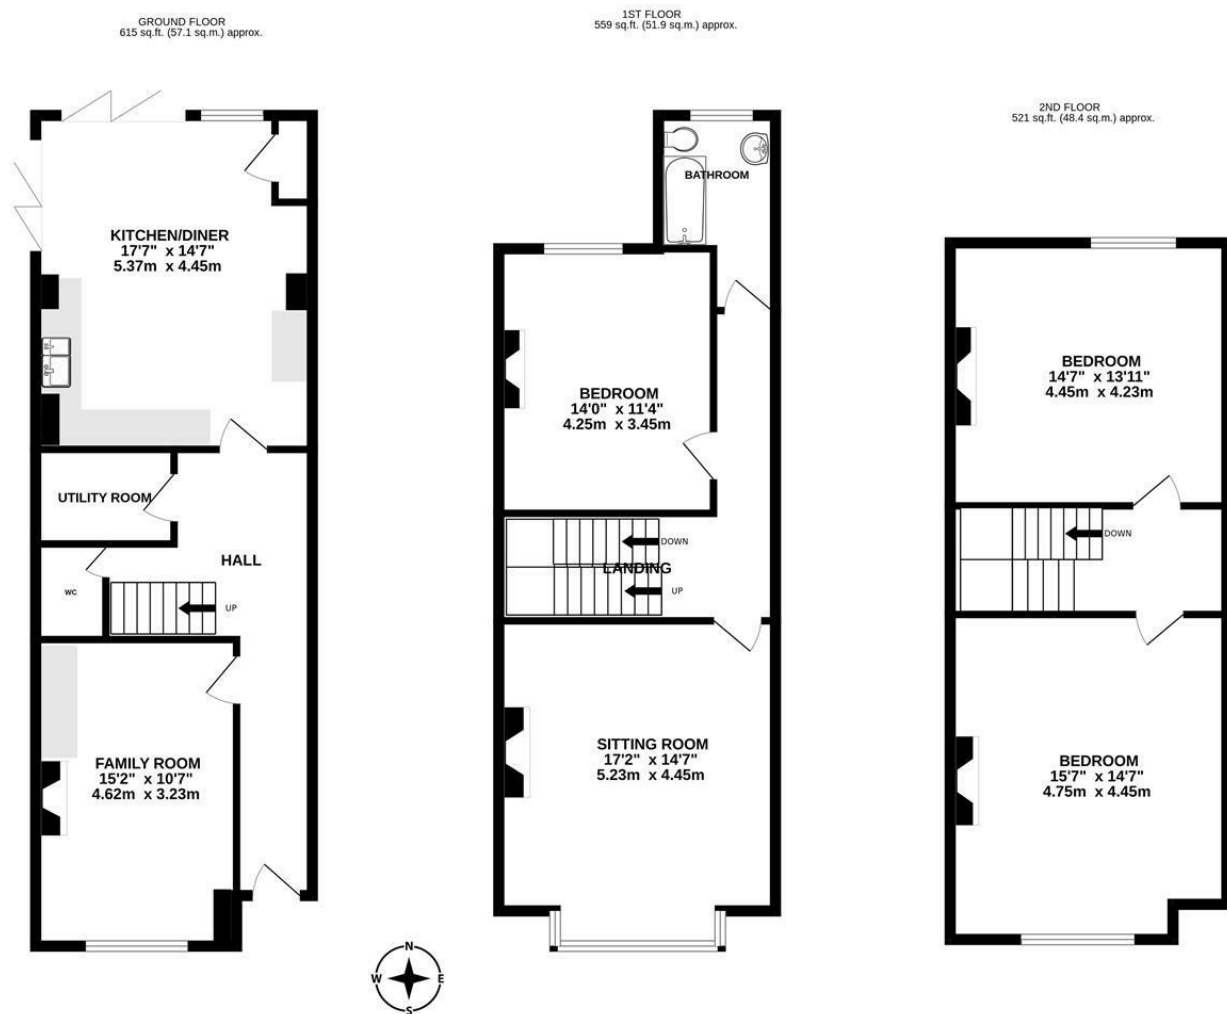 GROUND FLOOR
615 sq.ft. (57.1 sq.m.) approx.
KITCHEN/DINER
17'7" x 14'7"
5.37m x 4.45m
UTILITY ROOM
HALL
WC
UP
FAMILY ROOM
15'2" x 10'7"
4.62m x 3.23m
1ST FLOOR
559 sq.ft. (51.9 sq.m.) approx.
BATHROOM
BEDROOM
14'0" x 11'4"
4.25m x 3.45m
DOWN
LANDING
UP
SITTING ROOM
17'2" x 14'7"
5.23m x 4.45m
2ND FLOOR
521 sq.ft. (48.4 sq.m.) approx.
BEDROOM
14'7" x 13'11"
4.45m x 4.23m
DOWN
BEDROOM
15'7" x 14'7"
4.75m x 4.45m
N
W E
S